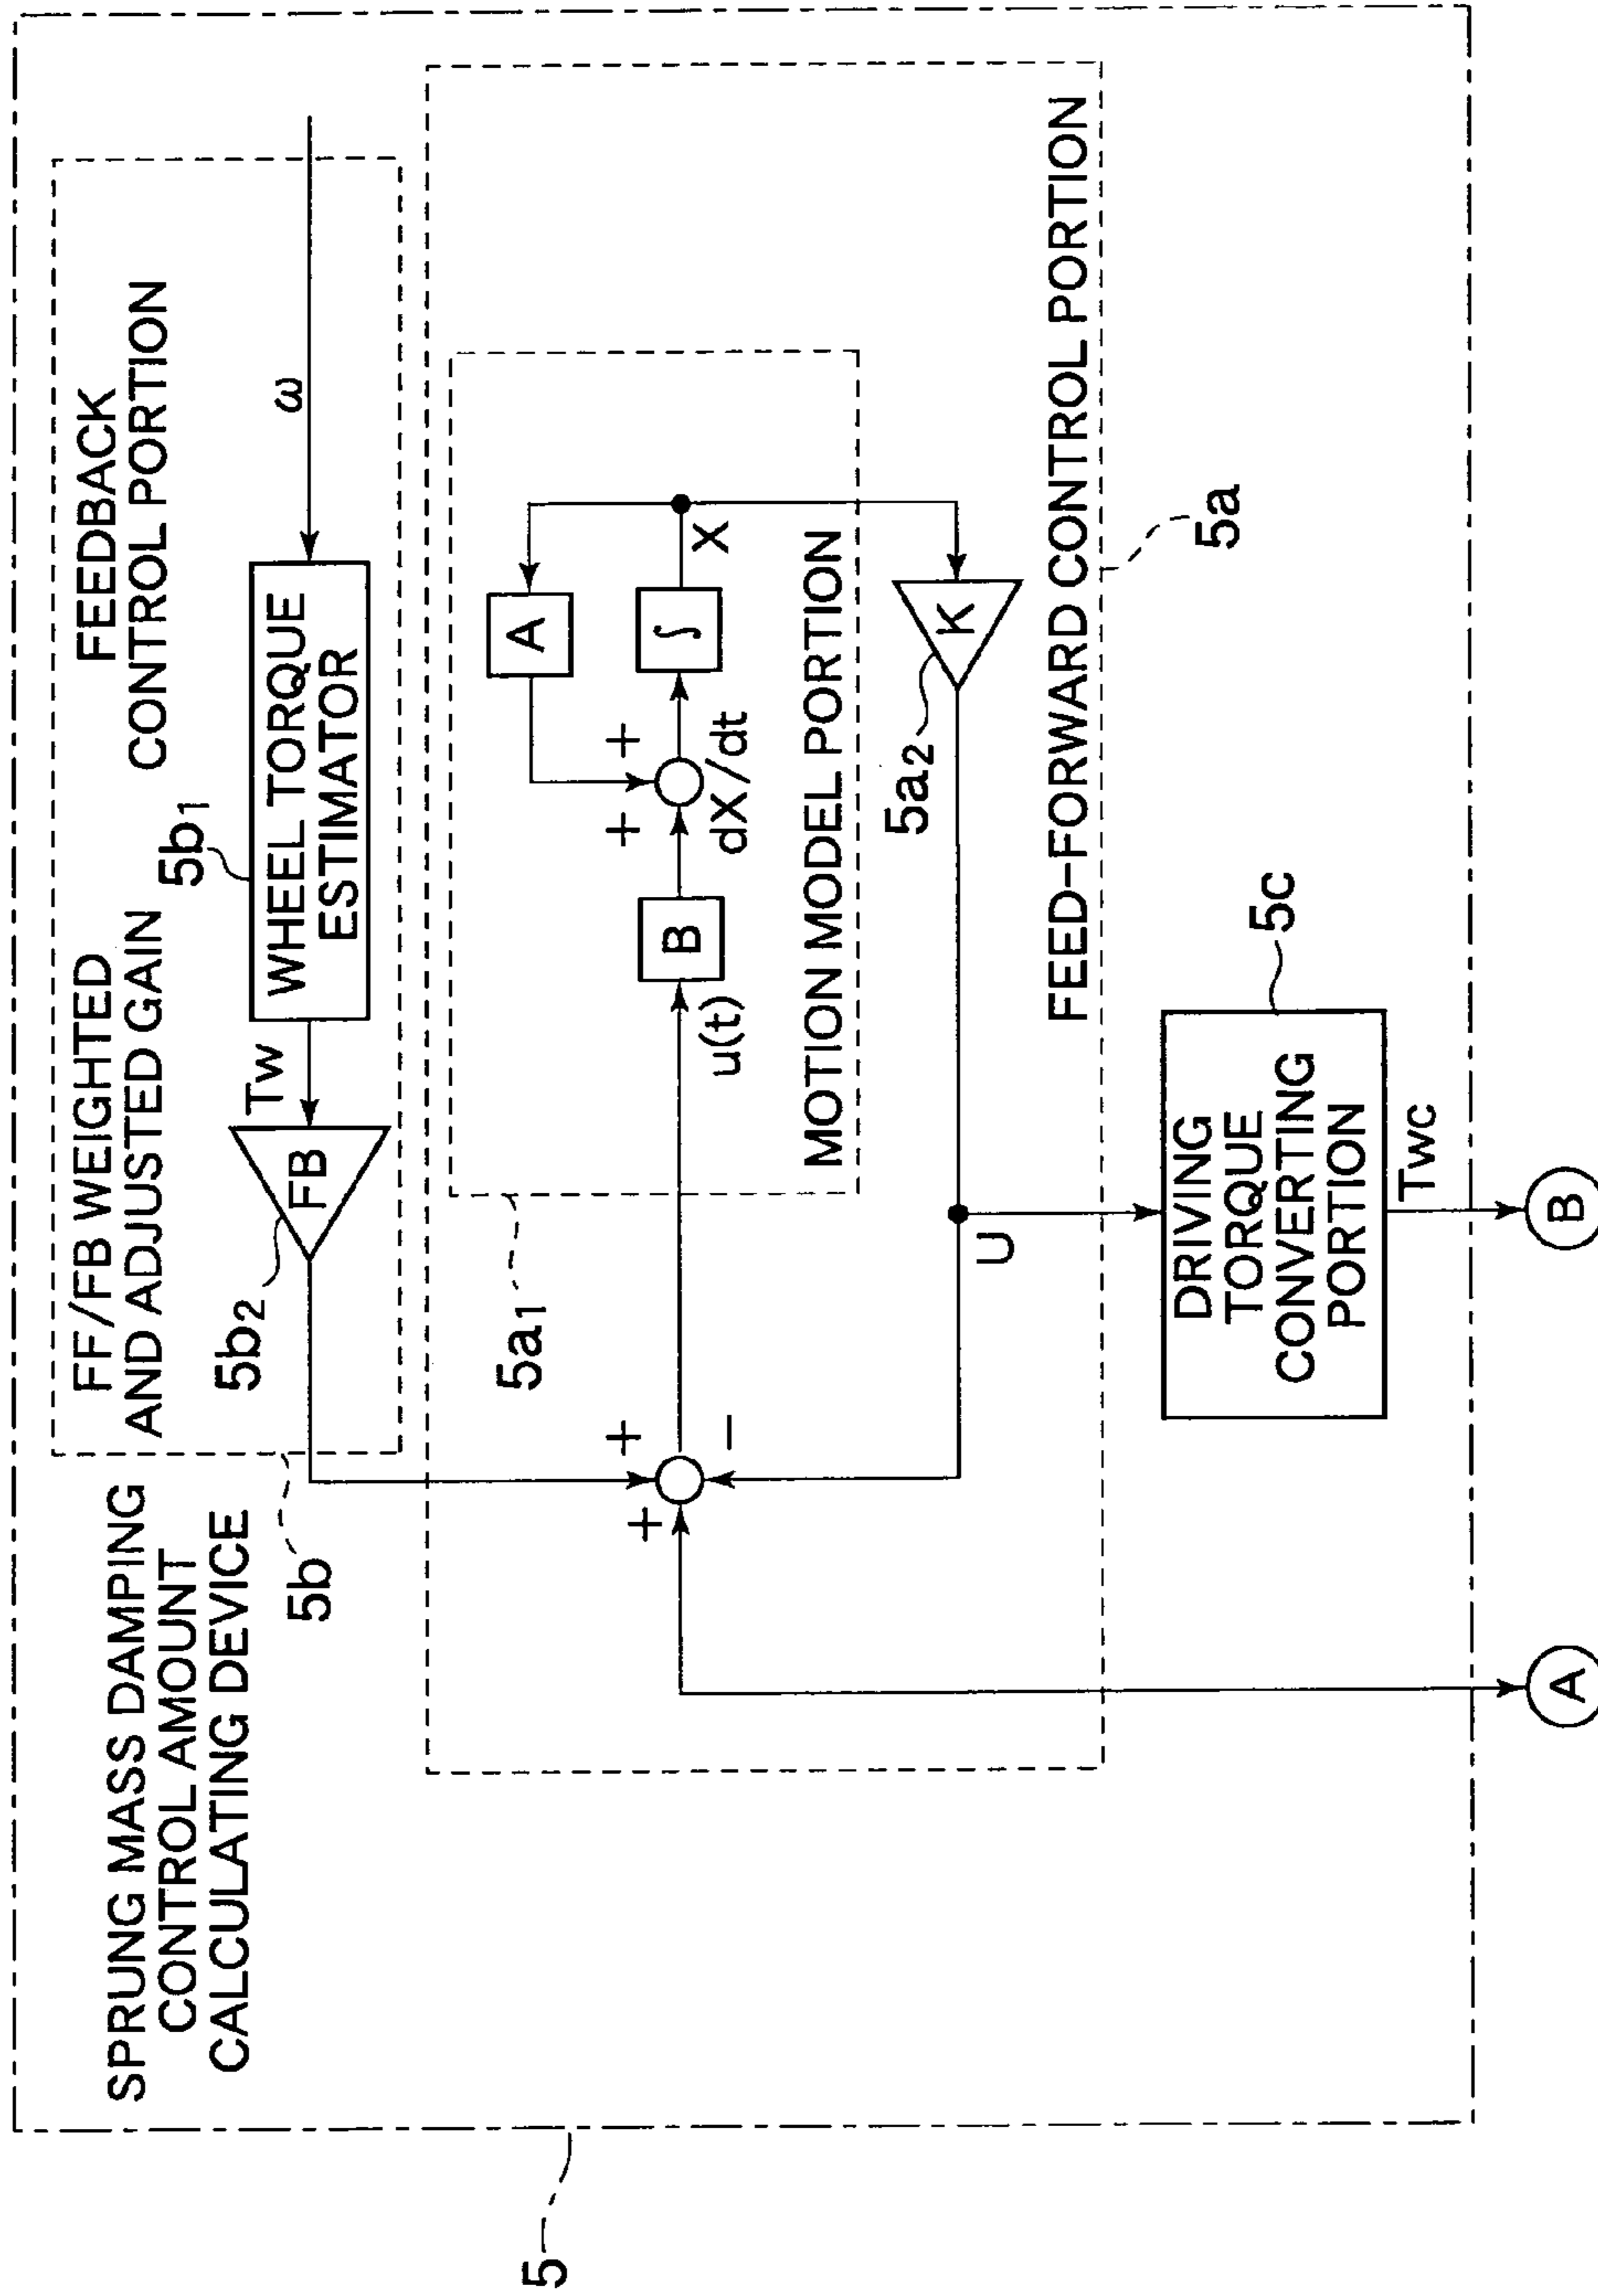 5
SPRUNG MASS DAMPING
CONTROL AMOUNT
CALCULATING DEVICE
5b
FF/FB WEIGHTED
AND ADJUSTED GAIN
5b2
FB
Tw
5b1
WHEEL TORQUE
ESTIMATOR
FEEDBACK
CONTROL PORTION
ω
5a1
+
+
−
u(t)
B
+
+
dX/dt
A
∫
X
MOTION MODEL PORTION
5a2
K
U
FEED-FORWARD CONTROL PORTION
5a
DRIVING
TORQUE
CONVERTING
PORTION
5c
Twc
A
B